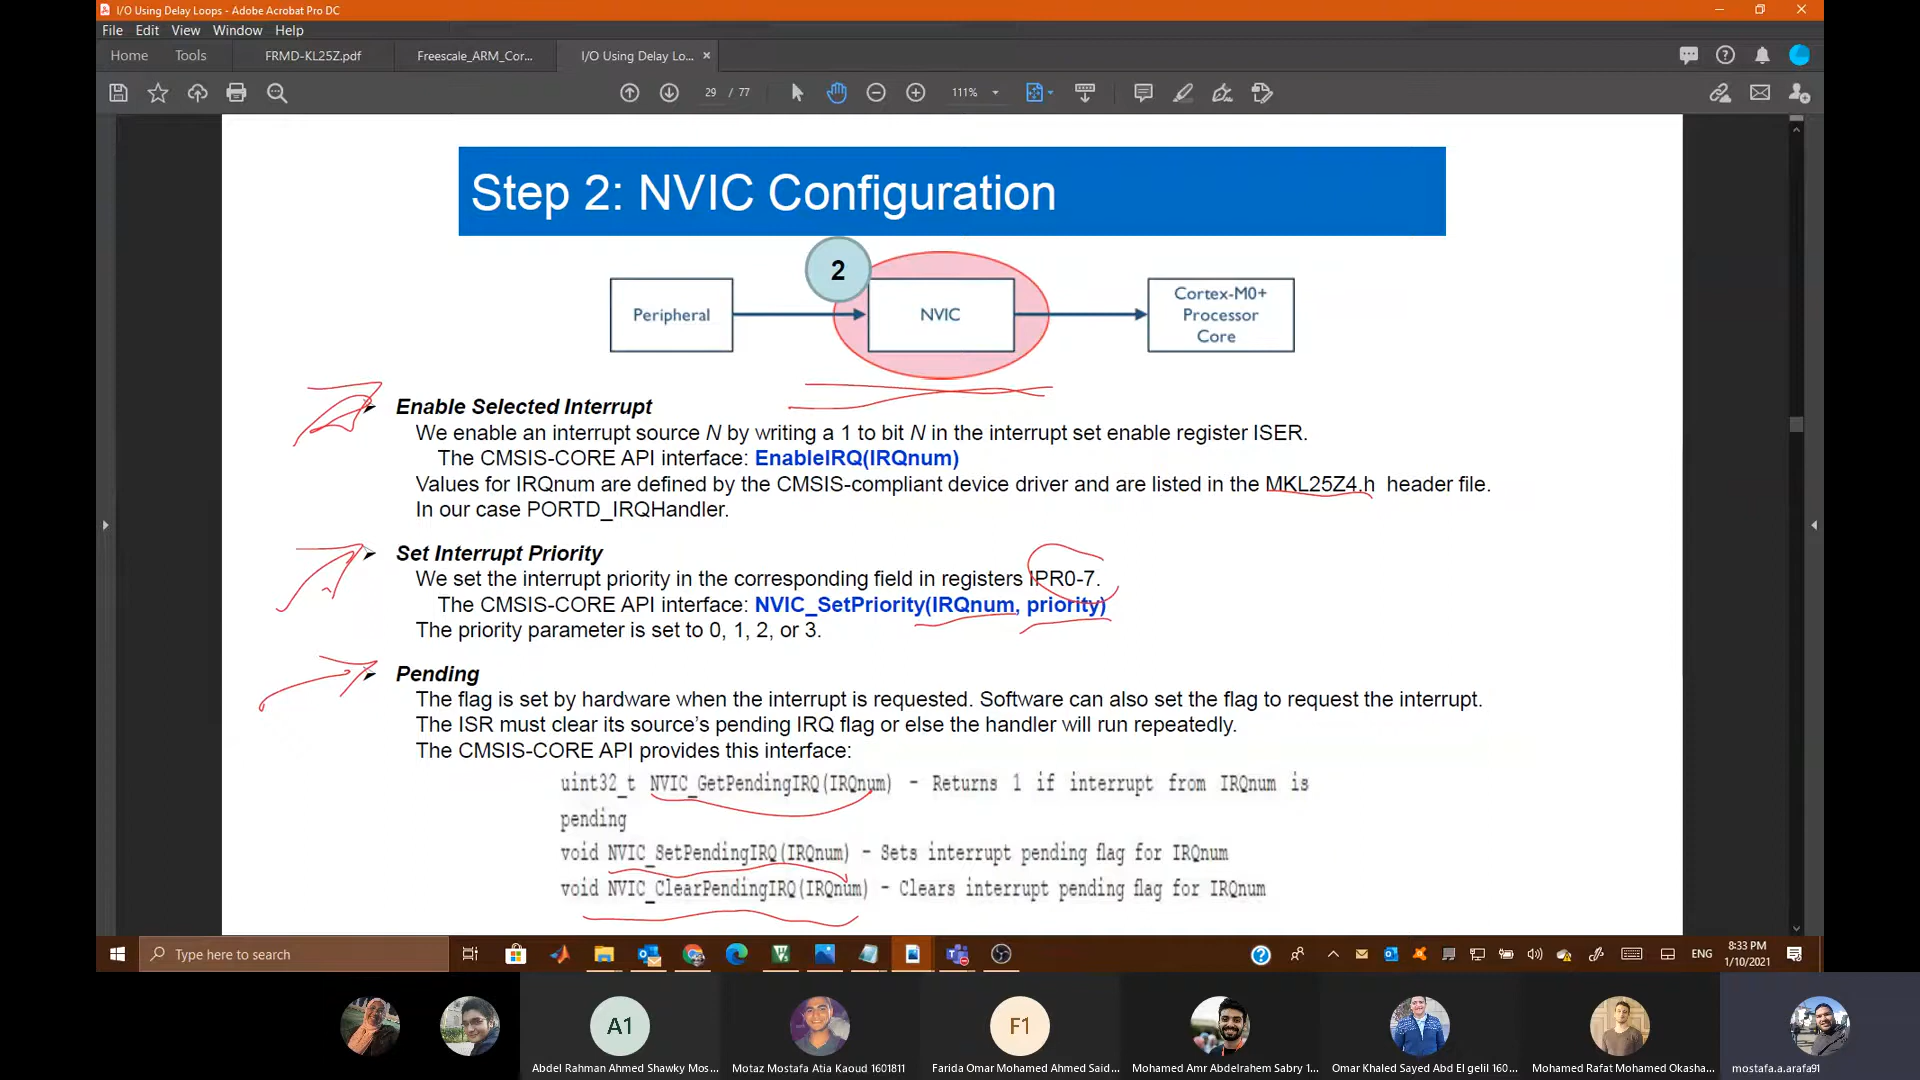 I/O Using Delay Loops - Adobe Acrobat Pro DC
File Edit View Window Help
Home Tools FRMD-KL25Z.pdf Freescale_ARM_Cor... I/O Using Delay Lo... ×
29 / 77 111%
Step 2: NVIC Configuration
2
Peripheral
NVIC
Cortex-M0+
Processor
Core
Enable Selected Interrupt
We enable an interrupt source N by writing a 1 to bit N in the interrupt set enable register ISER.
The CMSIS-CORE API interface: EnableIRQ(IRQnum)
Values for IRQnum are defined by the CMSIS-compliant device driver and are listed in the MKL25Z4.h header file.
In our case PORTD_IRQHandler.
Set Interrupt Priority
We set the interrupt priority in the corresponding field in registers IPR0-7.
The CMSIS-CORE API interface: NVIC_SetPriority(IRQnum, priority)
The priority parameter is set to 0, 1, 2, or 3.
Pending
The flag is set by hardware when the interrupt is requested. Software can also set the flag to request the interrupt.
The ISR must clear its source's pending IRQ flag or else the handler will run repeatedly.
The CMSIS-CORE API provides this interface:
uint32_t NVIC_GetPendingIRQ(IRQnum) - Returns 1 if interrupt from IRQnum is
pending
void NVIC_SetPendingIRQ(IRQnum) - Sets interrupt pending flag for IRQnum
void NVIC_ClearPendingIRQ(IRQnum) - Clears interrupt pending flag for IRQnum
Type here to search
ENG
8:33 PM
1/10/2021
A1
F1
Abdel Rahman Ahmed Shawky Mos... Motaz Mostafa Atia Kaoud 1601811 Farida Omar Mohamed Ahmed Said ... Mohamed Amr Abdelrahem Sabry 1... Omar Khaled Sayed Abd El gelil 160... Mohamed Rafat Mohamed Okasha... mostafa.a.arafa91